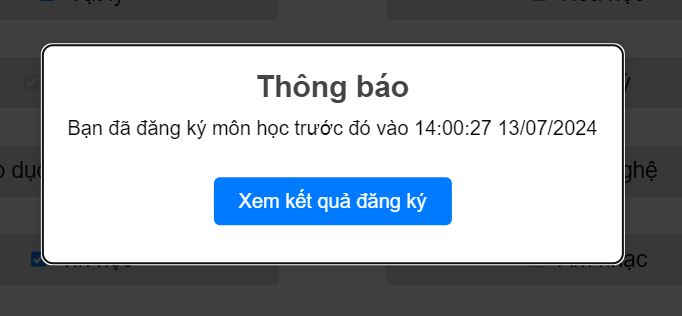 Thông báo
Bạn đã đăng ký môn học trước đó vào 14:00:27 13/07/2024
Xem kết quả đăng ký